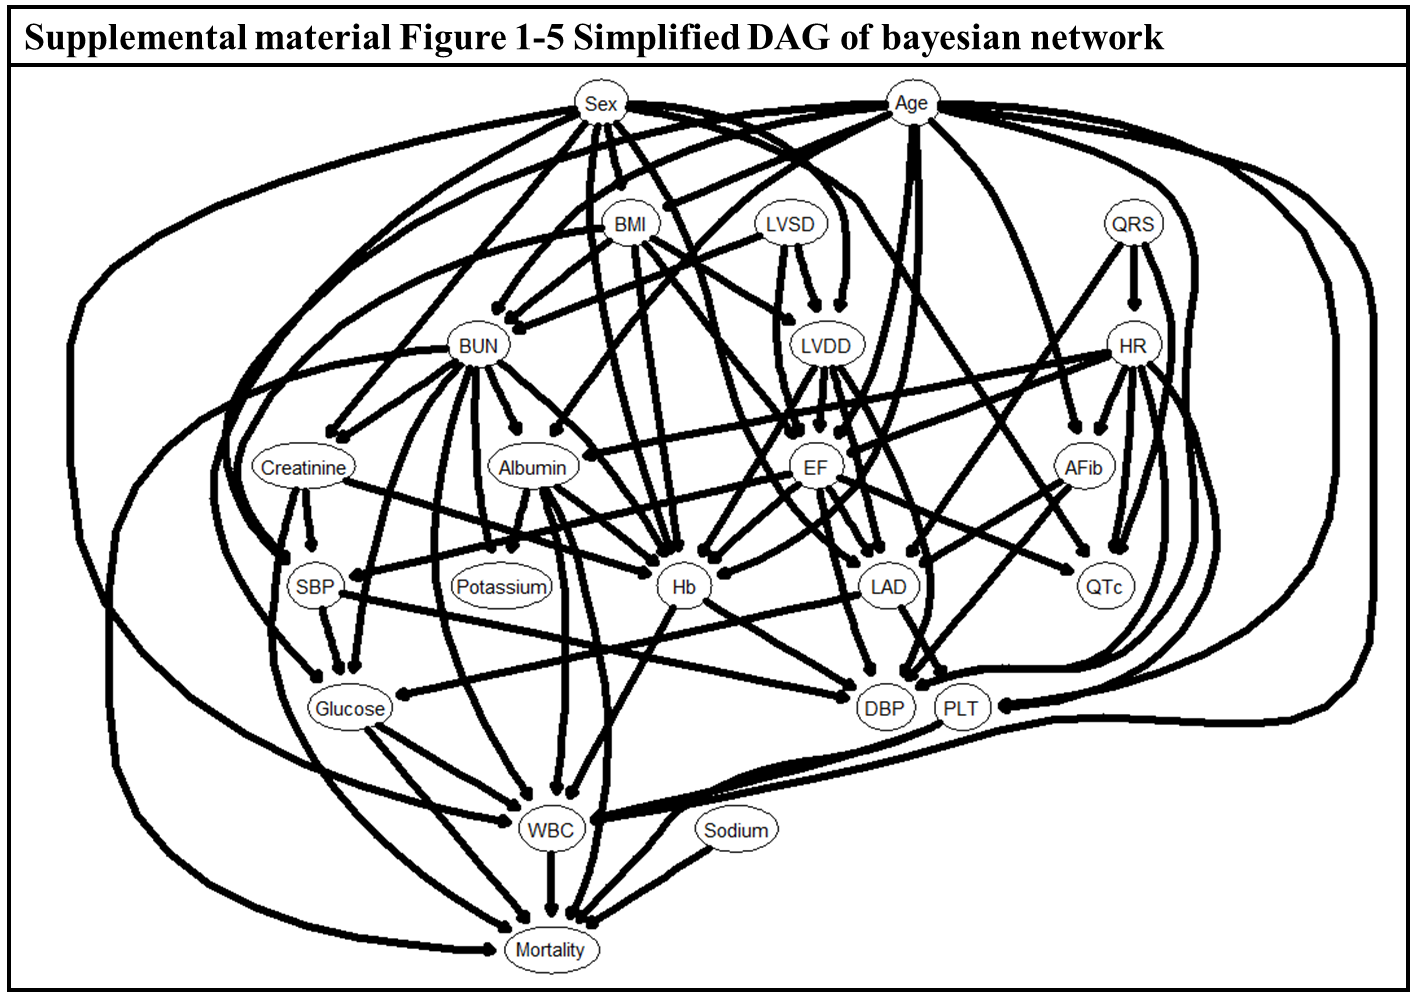 Supplemental material Figure 1-5 Simplified DAG of bayesian network
Sex
Age
BMI
LVSD
QRS
BUN
LVDD
HR
Creatinine
Albumin
EF
AFib
SBP
Potassium
Hb
LAD
QTc
Glucose
DBP
PLT
WBC
Sodium
Mortality